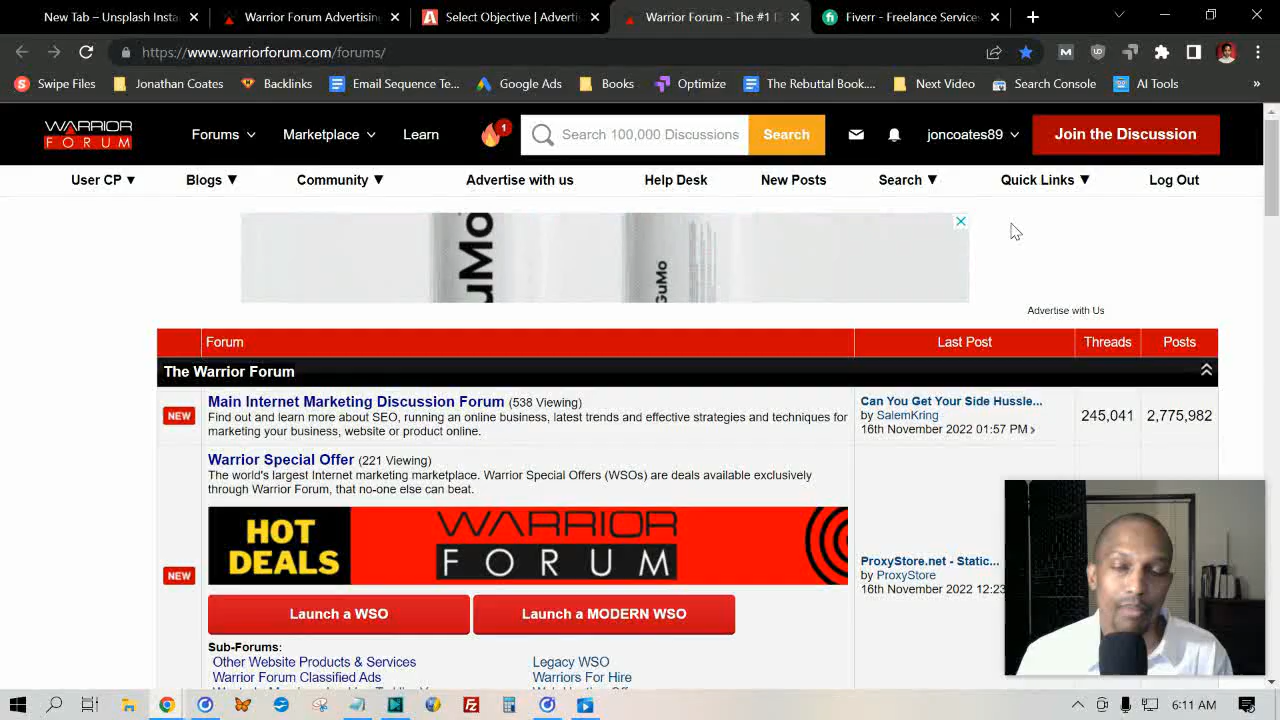 New Tab – Unsplash Insta
Warrior Forum Advertising
Select Objective | Adverti
Warrior Forum - The #1 D
Fiverr - Freelance Service
https://www.warriorforum.com/forums/
Swipe Files
Jonathan Coates
Backlinks
Email Sequence Te...
Google Ads
Books
Optimize
The Rebuttal Book....
Next Video
Search Console
AI Tools
»
WARRIOR
FORUM
Forums
Marketplace
Learn
1
Search 100,000 Discussions
Search
joncoates89
Join the Discussion
User CP ▼
Blogs ▼
Community ▼
Advertise with us
Help Desk
New Posts
Search ▼
Quick Links ▼
Log Out
GuMo
GuMo
Advertise with Us
Forum
Last Post
Threads
Posts
The Warrior Forum
NEW
Main Internet Marketing Discussion Forum (538 Viewing)
Find out and learn more about SEO, running an online business, latest trends and effective strategies and techniques for
marketing your business, website or product online.
Can You Get Your Side Hussle...
by SalemKring
16th November 2022 01:57 PM
245,041
2,775,982
Warrior Special Offer (221 Viewing)
The world's largest Internet marketing marketplace. Warrior Special Offers (WSOs) are deals available exclusively
through Warrior Forum, that no-one else can beat.
HOT
DEALS
WARRIOR
FORUM
NEW
ProxyStore.net - Static...
by ProxyStore
16th November 2022 12:23
Launch a WSO
Launch a MODERN WSO
Sub-Forums:
Other Website Products & Services
Legacy WSO
Warrior Forum Classified Ads
Warriors For Hire
6:11 AM